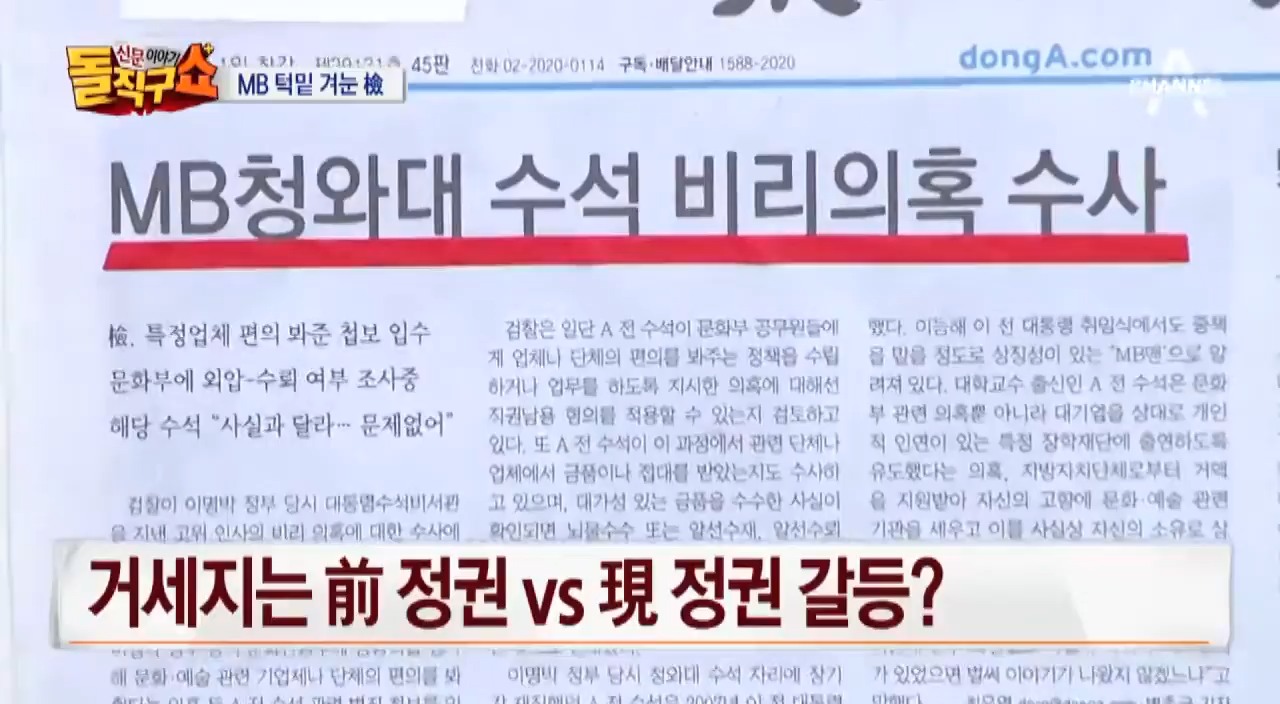 신문이야기
돌직구쇼+
MB 턱밑 겨눈 檢
45판 전화 02-2020-0114 구독·배달안내 1588-2020
dongA.com
CHANNEL A
MB청와대 수석 비리의혹 수사
檢, 특정업체 편의 봐준 첩보 입수
문화부에 외압-수뢰 여부 조사중
해당 수석 “사실과 달라… 문제없어”
검찰이 이명박 정부 당시 대통령수석비서관
을 지낸 고위 인사의 비리 의혹에 대한 수사에
검찰은 일단 A 전 수석이 문화부 공무원들에
게 업체나 단체의 편의를 봐주는 정책을 수립
하거나 업무를 하도록 지시한 의혹에 대해선
직권남용 혐의를 적용할 수 있는지 검토하고
있다. 또 A 전 수석이 이 과정에서 관련 단체나
업체에서 금품이나 접대를 받았는지도 수사하
고 있으며, 대가성 있는 금품을 수수한 사실이
확인되면 뇌물수수 또는 알선수재, 알선수뢰
했다. 이듬해 이 전 대통령 취임식에서도 중책
을 맡을 정도로 상징성이 있는 ‘MB맨’으로 알
려져 있다. 대학교수 출신인 A 전 수석은 문화
부 관련 의혹뿐 아니라 대기업을 상대로 개인
적 인연이 있는 특정 장학재단에 출연하도록
유도했다는 의혹, 지방자치단체로부터 거액
을 지원받아 자신의 고향에 문화·예술 관련
기관을 세우고 이를 사실상 자신의 소유로 삼
거세지는 前 정권 vs 現 정권 갈등?
해 문화·예술 관련 기업체나 단체의 편의를 봐
이명박 정부 당시 청와대 수석 자리에 장기
가 있었으면 벌써 이야기가 나왔지 않겠느냐”고